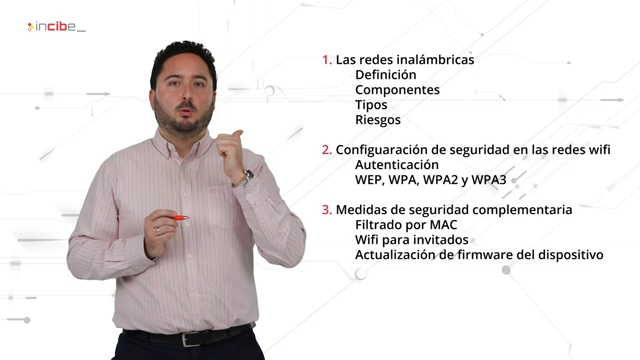 incibe_
1. Las redes inalámbricas
Definición
Componentes
Tipos
Riesgos
2. Configuaración de seguridad en las redes wifi
Autenticación
WEP, WPA, WPA2 y WPA3
3. Medidas de seguridad complementaria
Filtrado por MAC
Wifi para invitados
Actualización de firmware del dispositivo